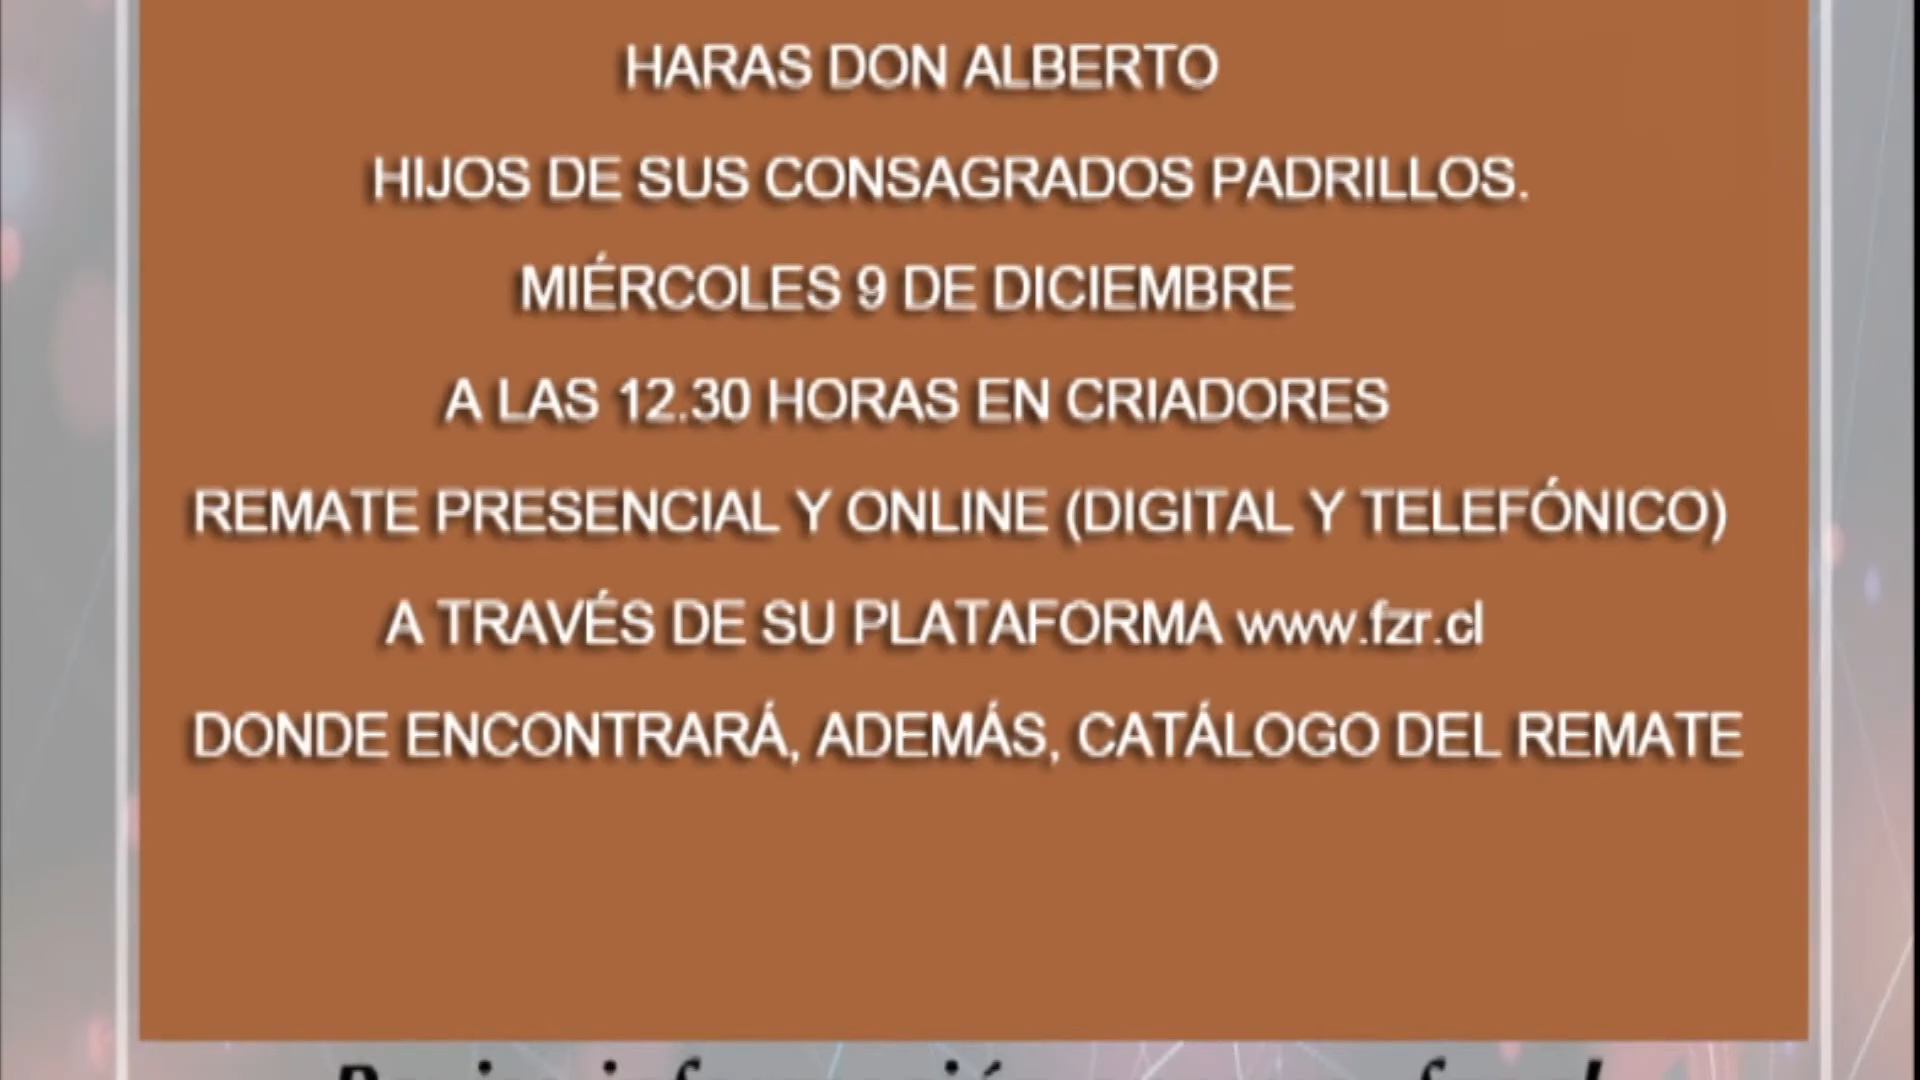 HARAS DON ALBERTO
HIJOS DE SUS CONSAGRADOS PADRILLOS.
MIÉRCOLES 9 DE DICIEMBRE
A LAS 12.30 HORAS EN CRIADORES
REMATE PRESENCIAL Y ONLINE (DIGITAL Y TELEFÓNICO)
A TRAVÉS DE SU PLATAFORMA www.fzr.cl
DONDE ENCONTRARÁ, ADEMÁS, CATÁLOGO DEL REMATE